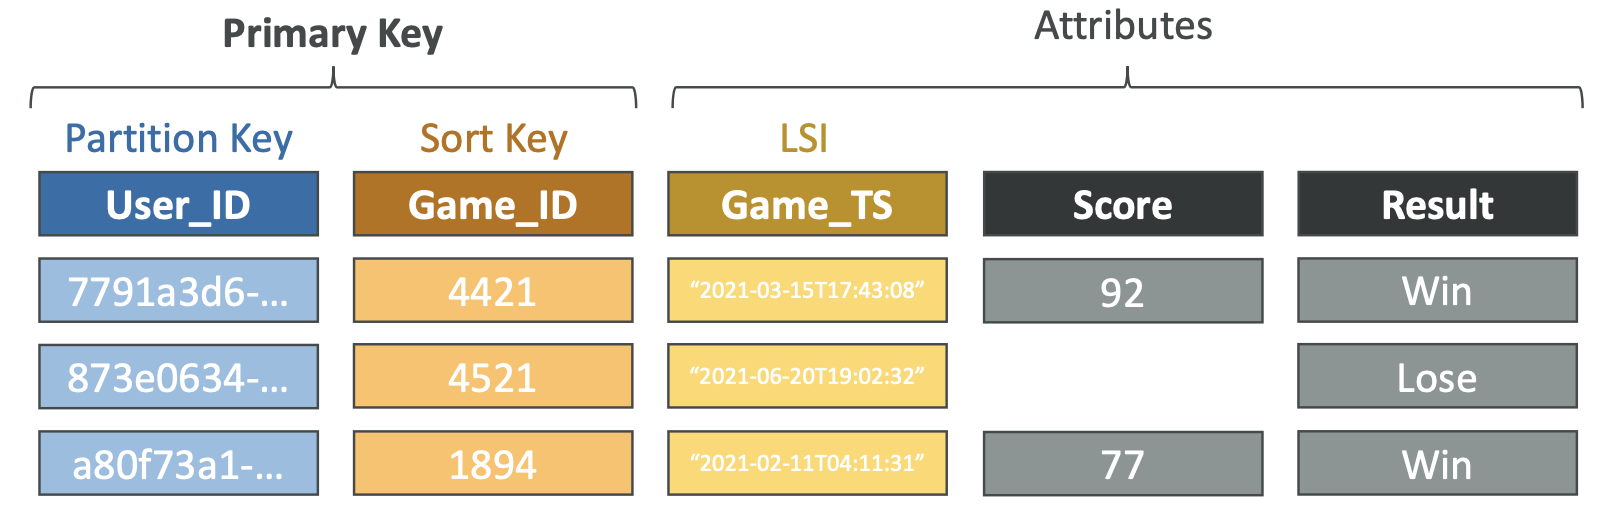 Primary Key Attributes
Partition Key Sort Key LSI
User_ID Game_ID Game_TS Score Result
7791a3d6-... 4421 “2021-03-15T17:43:08” 92 Win
873e0634-... 4521 “2021-06-20T19:02:32” Lose
a80f73a1-... 1894 “2021-02-11T04:11:31” 77 Win